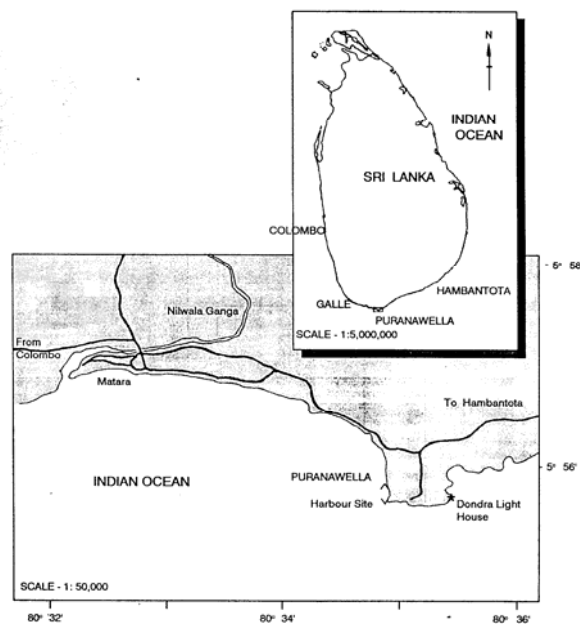 N
INDIAN
OCEAN
SRI LANKA
COLOMBO
HAMBANTOTA
GALLE
PURANAWELLA
SCALE - 1:5,000,000
- 6° 58
Nilwala Ganga
From
Colombo
Matara
To Hambantota
5° 56'
PURANAWELLA
INDIAN OCEAN
Harbour Site
Dondra Light
House
SCALE - 1: 50,000
80° 32'
80° 34'
80° 36'